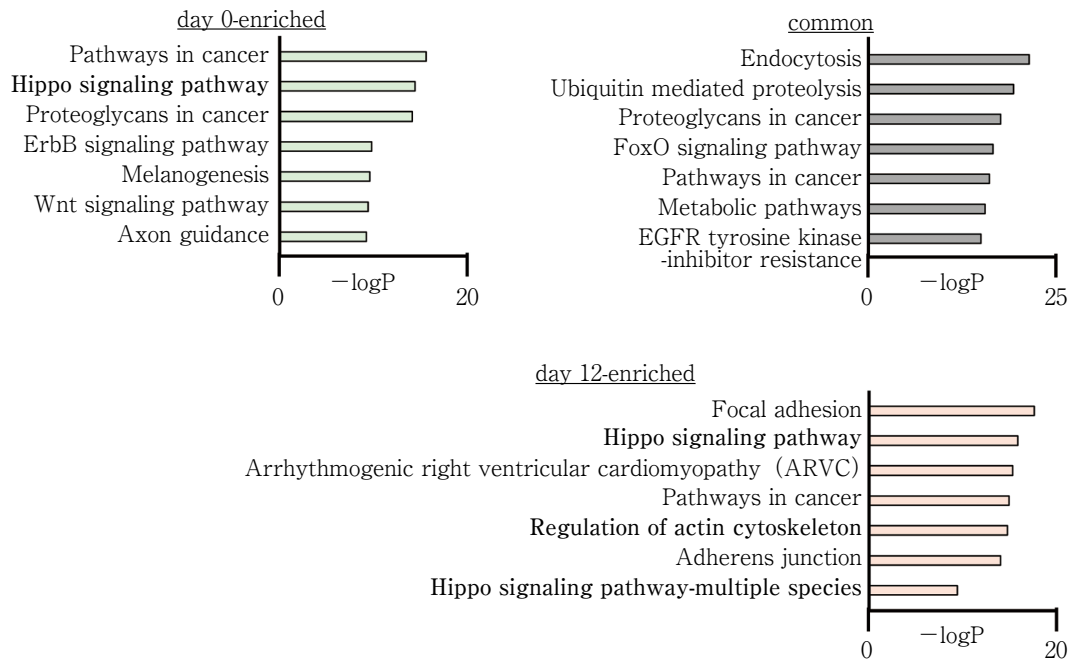 day 0-enriched
Pathways in cancer
Hippo signaling pathway
Proteoglycans in cancer
ErbB signaling pathway
Melanogenesis
Wnt signaling pathway
Axon guidance
0
−logP
20
common
Endocytosis
Ubiquitin mediated proteolysis
Proteoglycans in cancer
FoxO signaling pathway
Pathways in cancer
Metabolic pathways
EGFR tyrosine kinase
-inhibitor resistance
0
−logP
25
day 12-enriched
Focal adhesion
Hippo signaling pathway
Arrhythmogenic right ventricular cardiomyopathy（ARVC）
Pathways in cancer
Regulation of actin cytoskeleton
Adherens junction
Hippo signaling pathway-multiple species
0
−logP
20